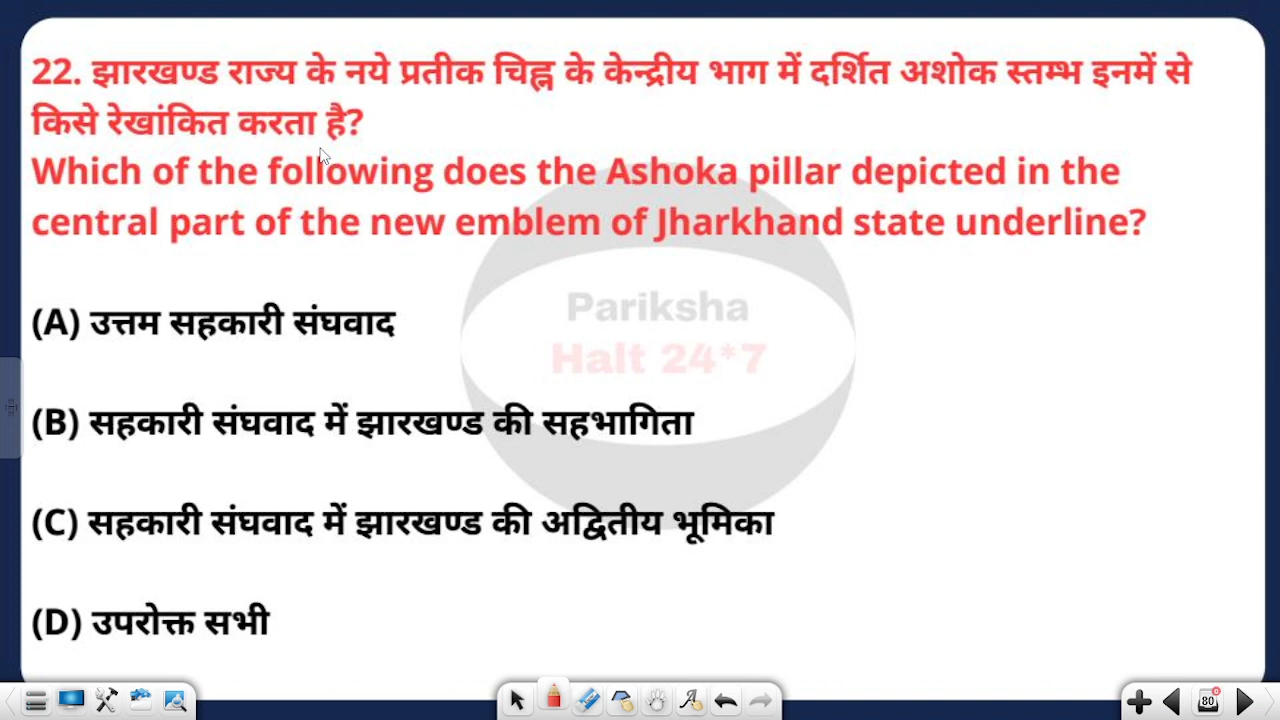 22. झारखण्ड राज्य के नये प्रतीक चिह्न के केन्द्रीय भाग में दर्शित अशोक स्तम्भ इनमें से
किसे रेखांकित करता है?
Which of the following does the Ashoka pillar depicted in the
central part of the new emblem of Jharkhand state underline?
Pariksha
Halt 24*7
(A) उत्तम सहकारी संघवाद
(B) सहकारी संघवाद में झारखण्ड की सहभागिता
(C) सहकारी संघवाद में झारखण्ड की अद्वितीय भूमिका
(D) उपरोक्त सभी
80
0